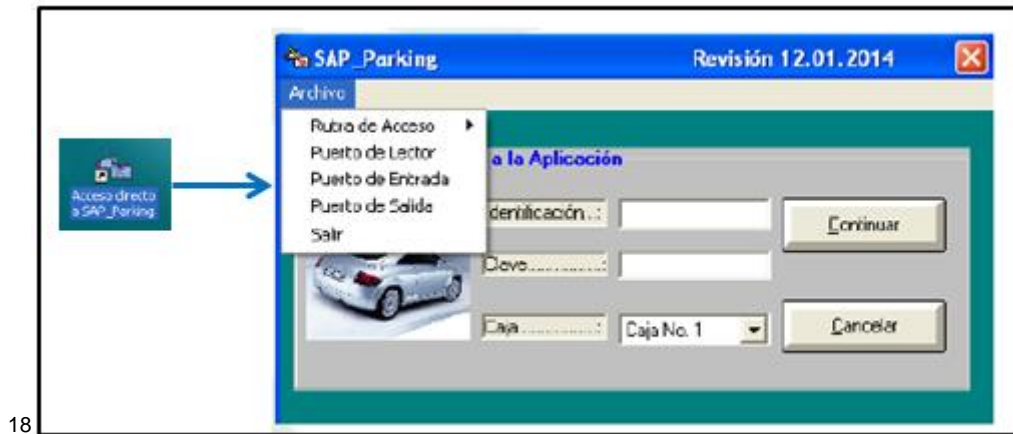 SAP_Parking Revisión 12.01.2014
Archivo
Rutra de Acceso
Puerto de Lector
a la Aplicación
Puerto de Entrada
Puerto de Salida
dentificación..:
Continuar
Salir
Acceso directo
a SAP_Parking
Clave..............:
Caja..............:
Caja No. 1
Cancelar
18